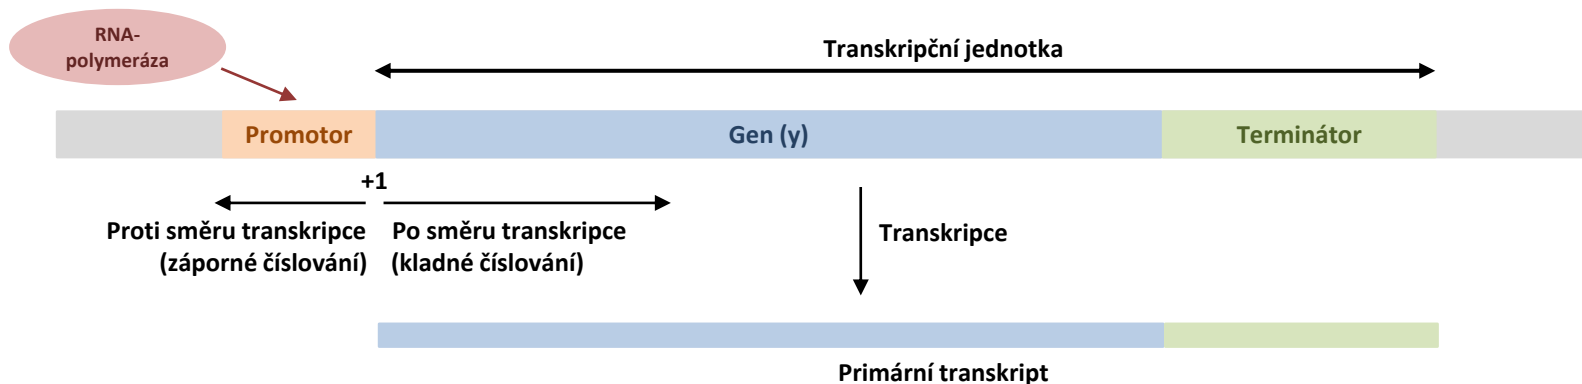 RNA-
polymeráza
Transkripční jednotka
Promotor
Gen (y)
Terminátor
+1
Proti směru transkripce
(záporné číslování)
Po směru transkripce
(kladné číslování)
Transkripce
Primární transkript